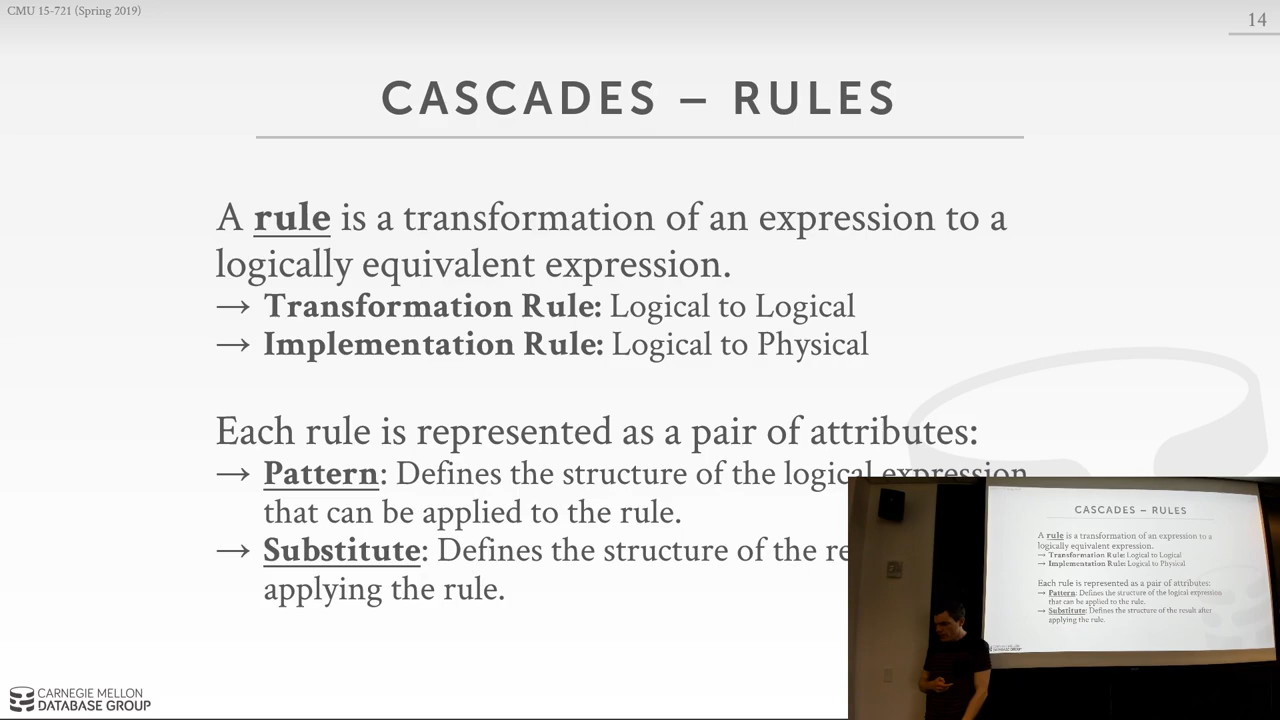 CMU 15-721 (Spring 2019)
14
CASCADES – RULES
A rule is a transformation of an expression to a
logically equivalent expression.
→ Transformation Rule: Logical to Logical
→ Implementation Rule: Logical to Physical
Each rule is represented as a pair of attributes:
→ Pattern: Defines the structure of the logical expression
that can be applied to the rule.
→ Substitute: Defines the structure of the re
applying the rule.
CARNEGIE MELLON
DATABASE GROUP
CASCADES – RULES
A rule is a transformation of an expression to a
logically equivalent expression.
→ Transformation Rule: Logical to Logical
→ Implementation Rule: Logical to Physical
Each rule is represented as a pair of attributes:
→ Pattern: Defines the structure of the logical expression
that can be applied to the rule.
→ Substitute: Defines the structure of the result after
applying the rule.
CARNEGIE MELLON
DATABASE GROUP